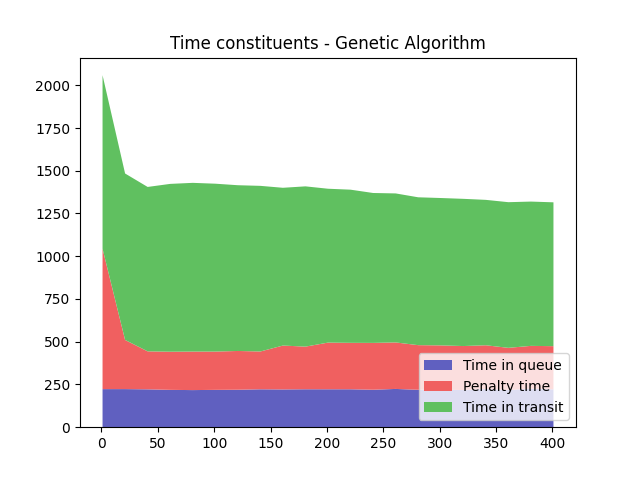 Time constituents - Genetic Algorithm
2000
1750
1500
1250
1000
750
500
250
0
Time in queue
Penalty time
Time in transit
0 50 100 150 200 250 300 350 400